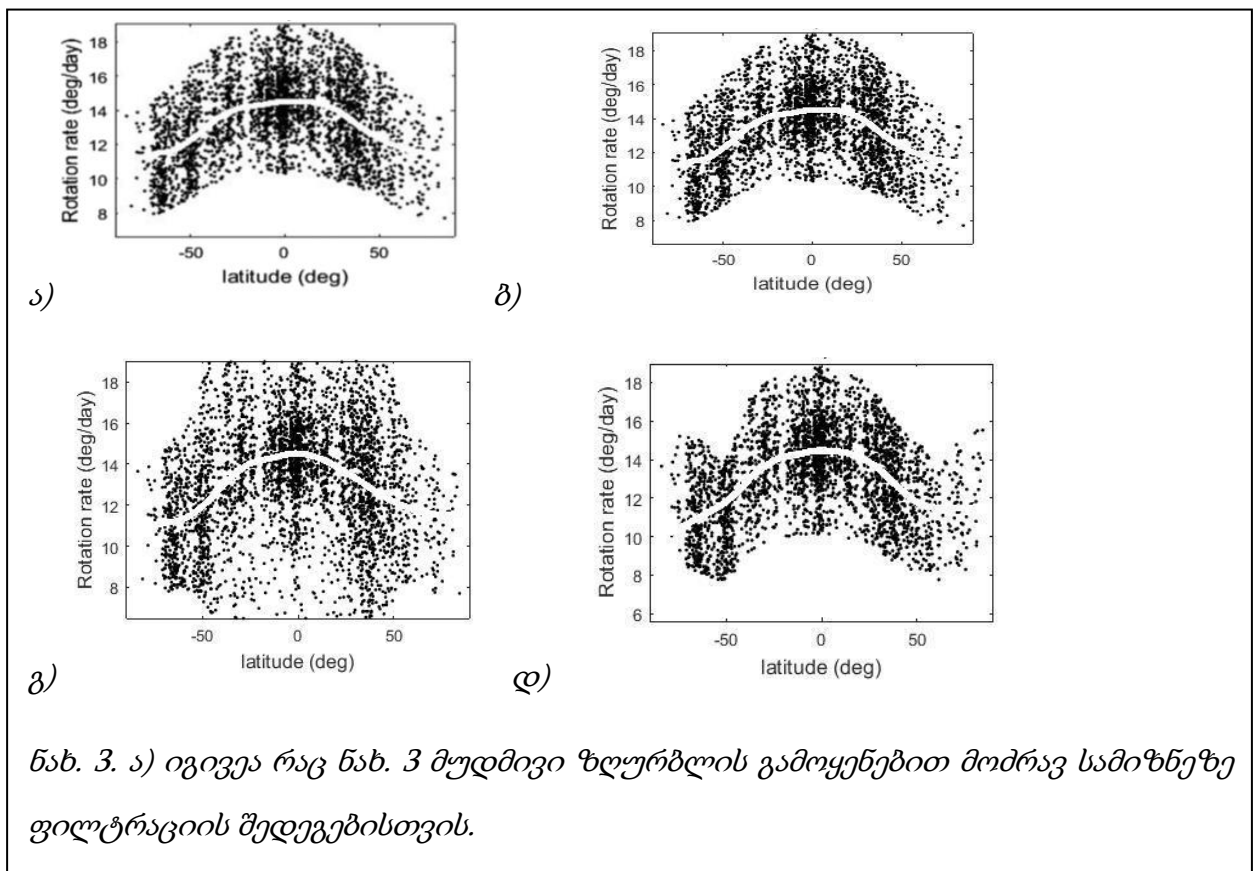 18
16
14
12
10
8
Rotation rate (deg/day)
-50 0 50
latitude (deg)
ა)
18
16
14
12
10
8
Rotation rate (deg/day)
-50 0 50
latitude (deg)
ბ)
18
16
14
12
10
8
Rotation rate (deg/day)
-50 0 50
latitude (deg)
გ)
18
16
14
12
10
8
6
Rotation rate (deg/day)
-50 0 50
latitude (deg)
დ)
ნახ. 3. ა) იგივეა რაც ნახ. 3 მუდმივი ზღურბლის გამოყენებით მოძრავ სამიზნეზე
ფილტრაციის შედეგებისთვის.